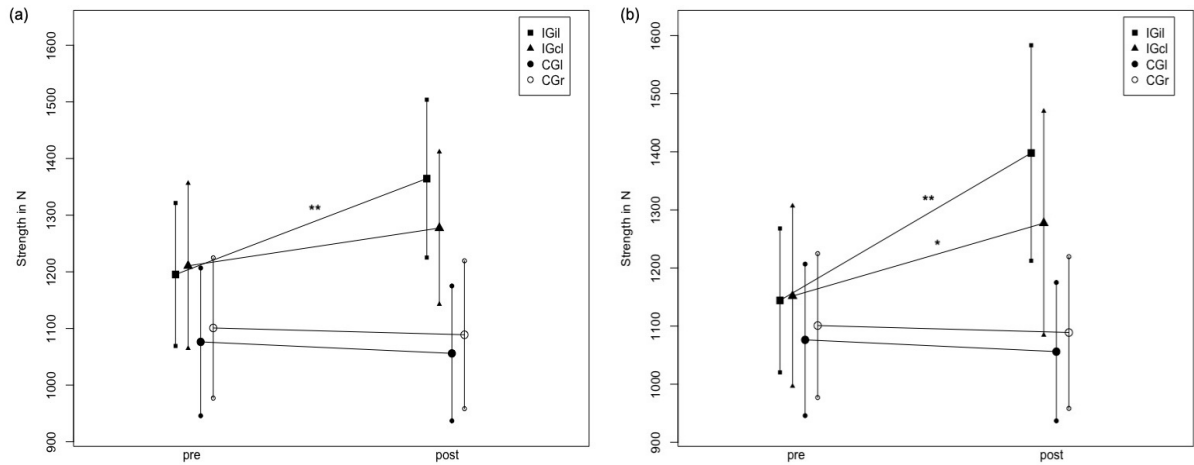 (a)
IGil
IGcl
CGl
CGr
Strength in N
1600
1500
1400
1300
1200
1100
1000
900
**
pre
post
(b)
IGil
IGcl
CGl
CGr
Strength in N
1600
1500
1400
1300
1200
1100
1000
900
**
*
pre
post